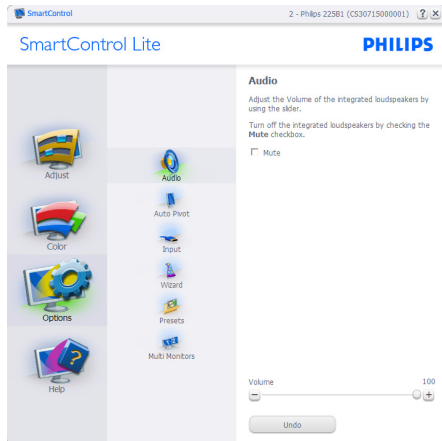 SmartControl
2 - Philips 225B1 (CS30715000001)
? X
SmartControl Lite
PHILIPS
Adjust
Color
Options
Help
Audio
Auto Pivot
Input
Wizard
Presets
Multi Monitors
Audio
Adjust the Volume of the integrated loudspeakers by
using the slider.
Turn off the integrated loudspeakers by checking the
Mute checkbox.
Mute
Volume
100
Undo